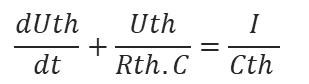 dUth/dt + Uth/Rth.C = I/Cth